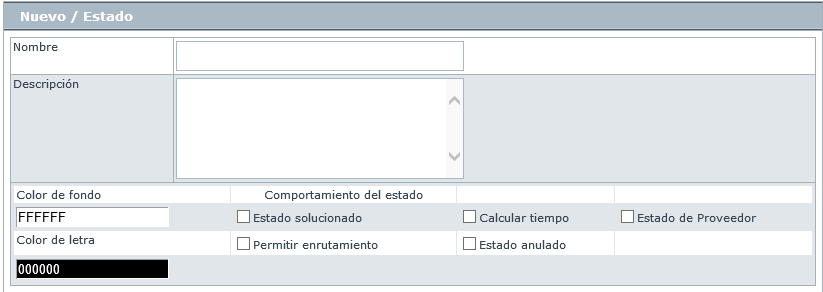 Nuevo / Estado
Nombre
Descripción
Color de fondo
Comportamiento del estado
FFFFFF
Estado solucionado
Calcular tiempo
Estado de Proveedor
Color de letra
Permitir enrutamiento
Estado anulado
000000